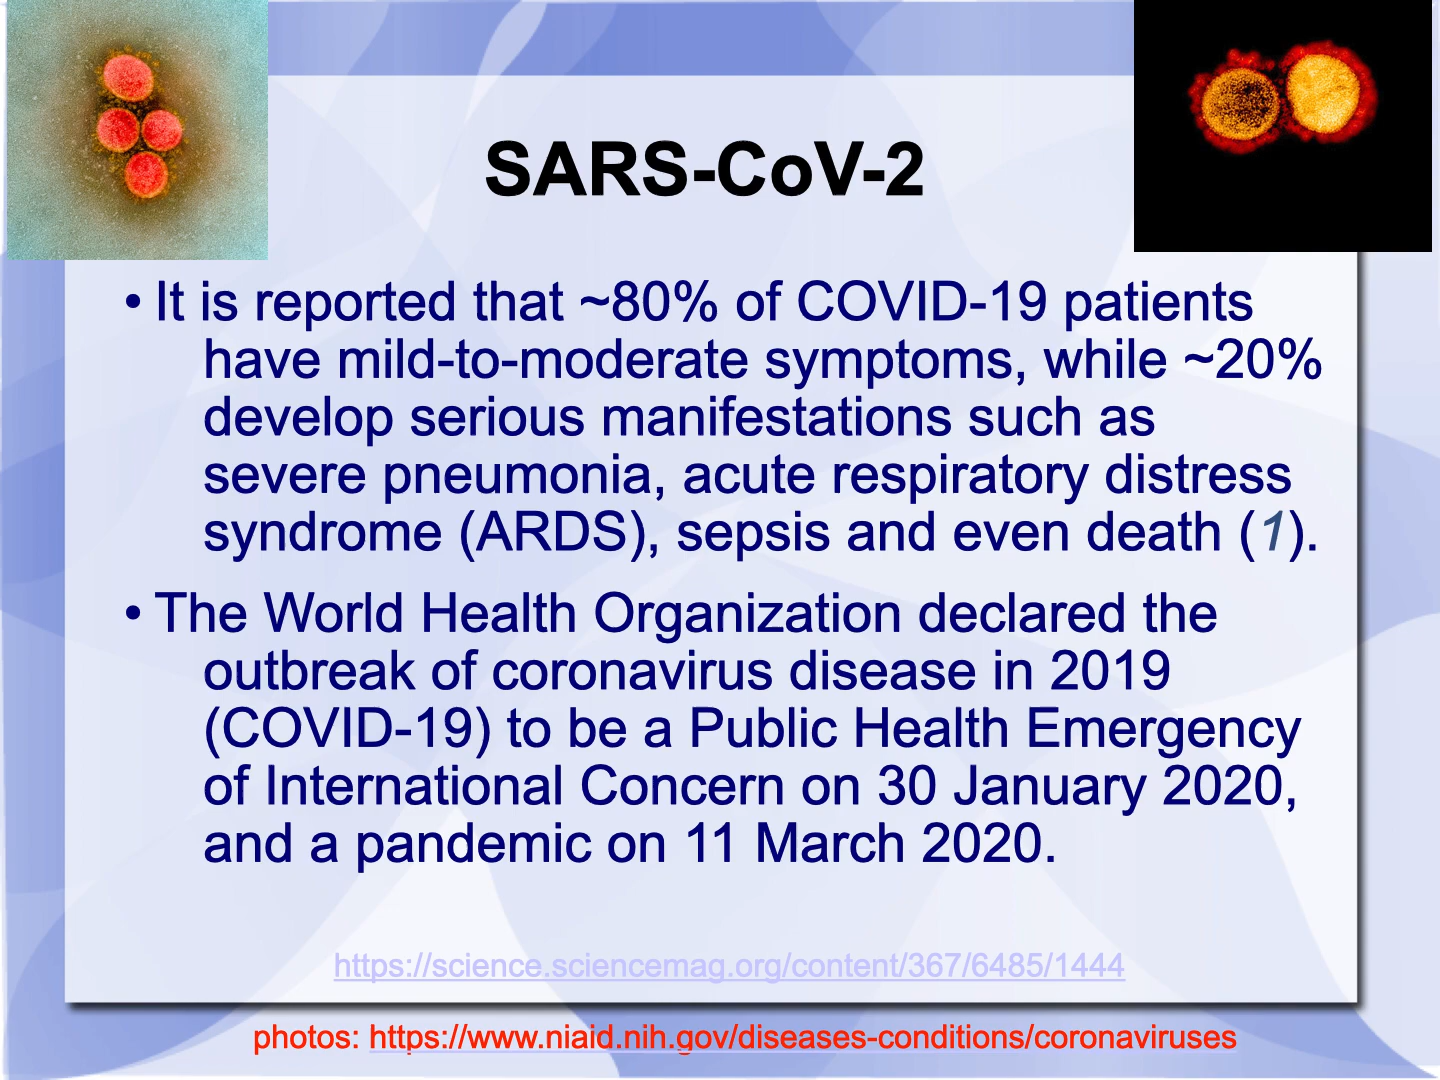 SARS-CoV-2
• It is reported that ~80% of COVID-19 patients
have mild-to-moderate symptoms, while ~20%
develop serious manifestations such as
severe pneumonia, acute respiratory distress
syndrome (ARDS), sepsis and even death (1).
• The World Health Organization declared the
outbreak of coronavirus disease in 2019
(COVID-19) to be a Public Health Emergency
of International Concern on 30 January 2020,
and a pandemic on 11 March 2020.
https://science.sciencemag.org/content/367/6485/1444
photos: https://www.niaid.nih.gov/diseases-conditions/coronaviruses